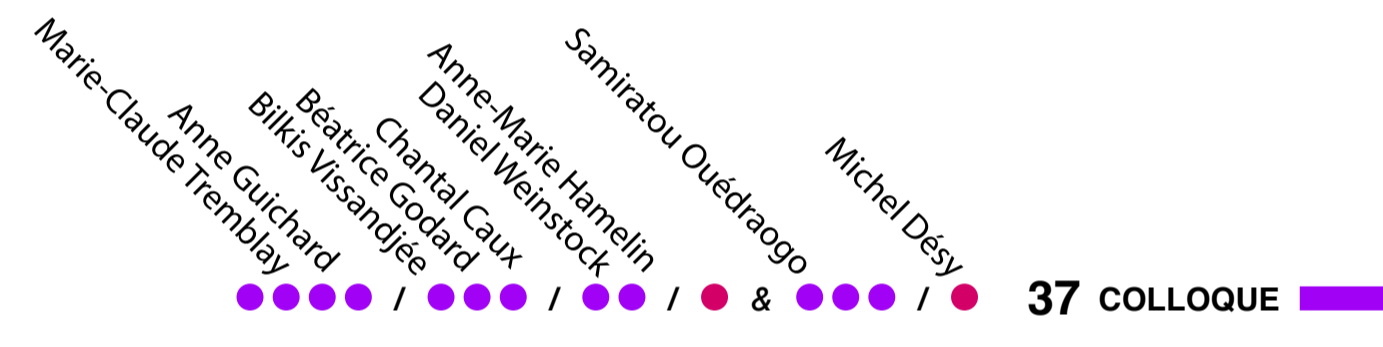 Marie-Claude Tremblay
Anne Guichard
Bilkis Vissandjée
Béatrice Godard
Chantal Caux
Daniel Weinstock
Anne-Marie Hamelin
Samiratou Ouédraogo
Michel Désy
/ / / & / 37 COLLOQUE